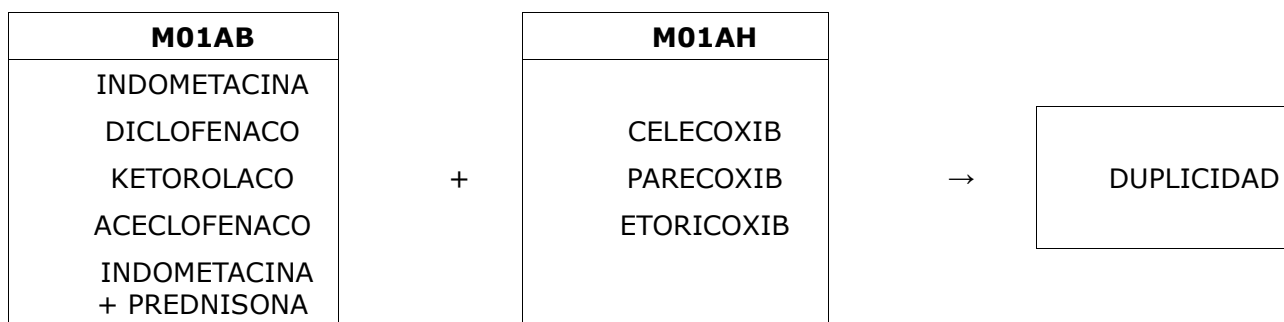 M01AB
INDOMETACINA
DICLOFENACO
KETOROLACO
ACECLOFENACO
INDOMETACINA
+ PREDNISONA
+
M01AH
CELECOXIB
PARECOXIB
ETORICOXIB
→
DUPLICIDAD